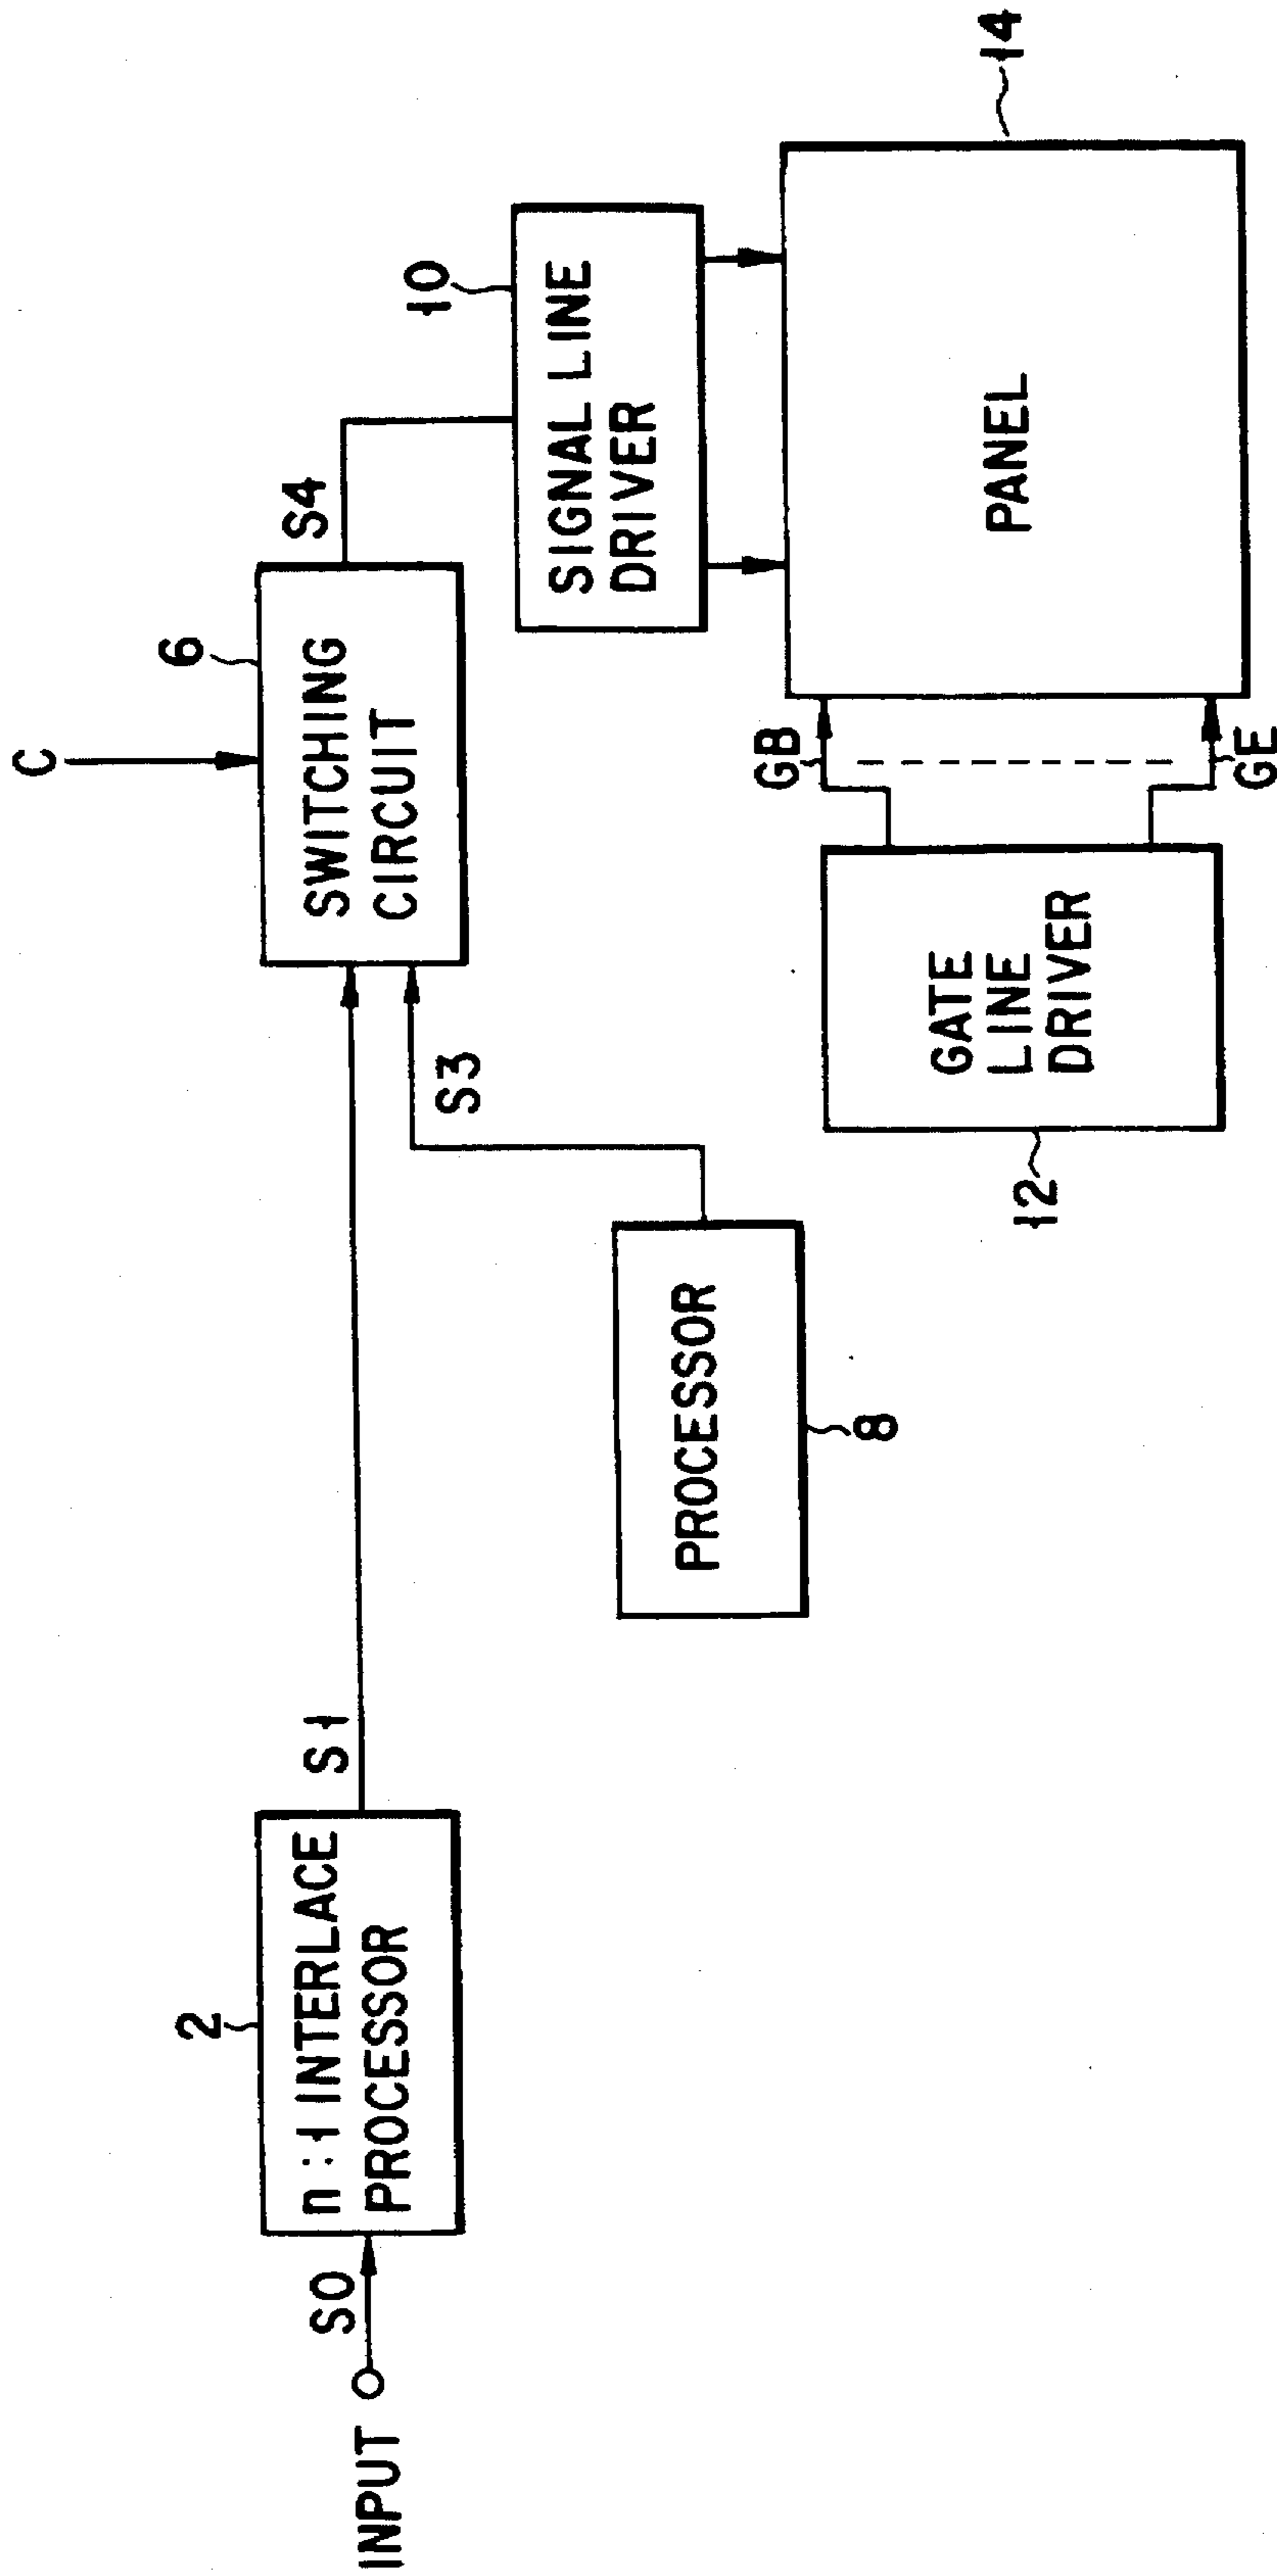 INPUT
S0
2
n:1 INTERLACE
PROCESSOR
S1
PROCESSOR
8
S3
C
6
SWITCHING
CIRCUIT
S4
10
SIGNAL LINE
DRIVER
12
GATE
LINE
DRIVER
GB
GE
PANEL
14